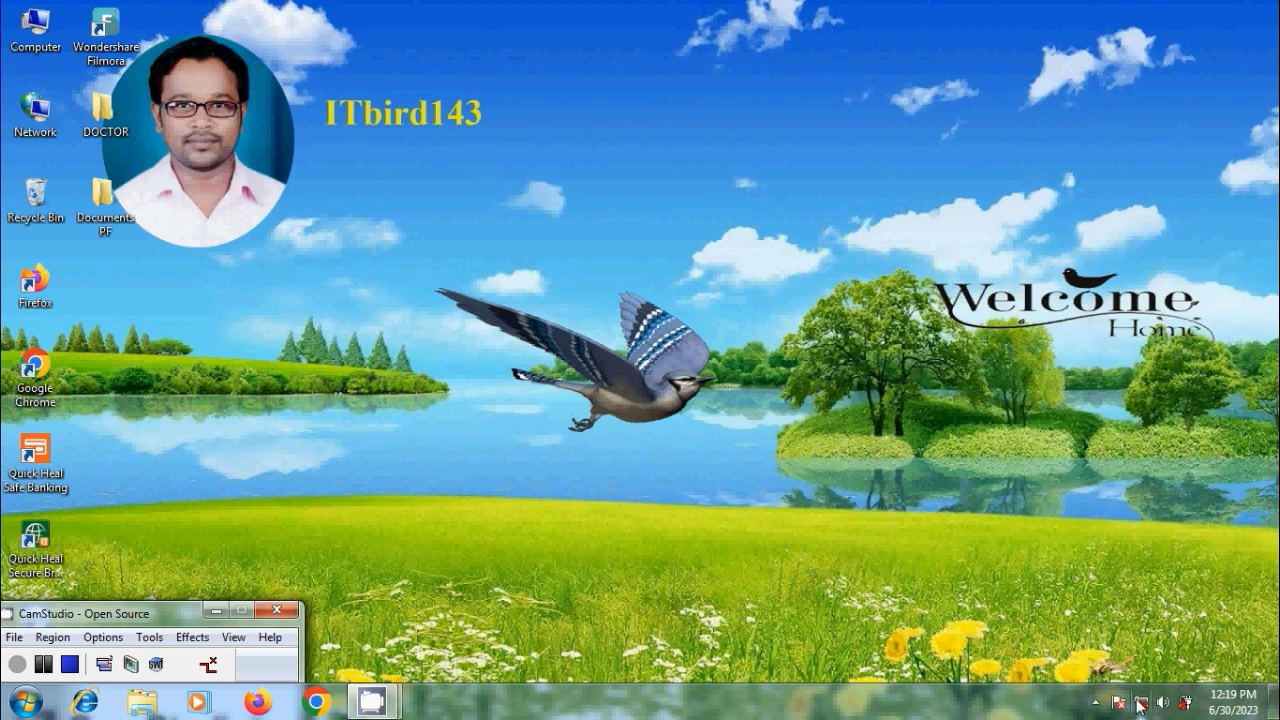 Computer
Wondershare
Filmora
ITbird143
Network
DOCTOR
Recycle Bin
Documents
PF
Firefox
Welcome
Home
Google
Chrome
Quick Heal
Safe Banking
Quick Heal
Secure Br...
CamStudio - Open Source
File Region Options Tools Effects View Help
SWF
12:19 PM
6/30/2023